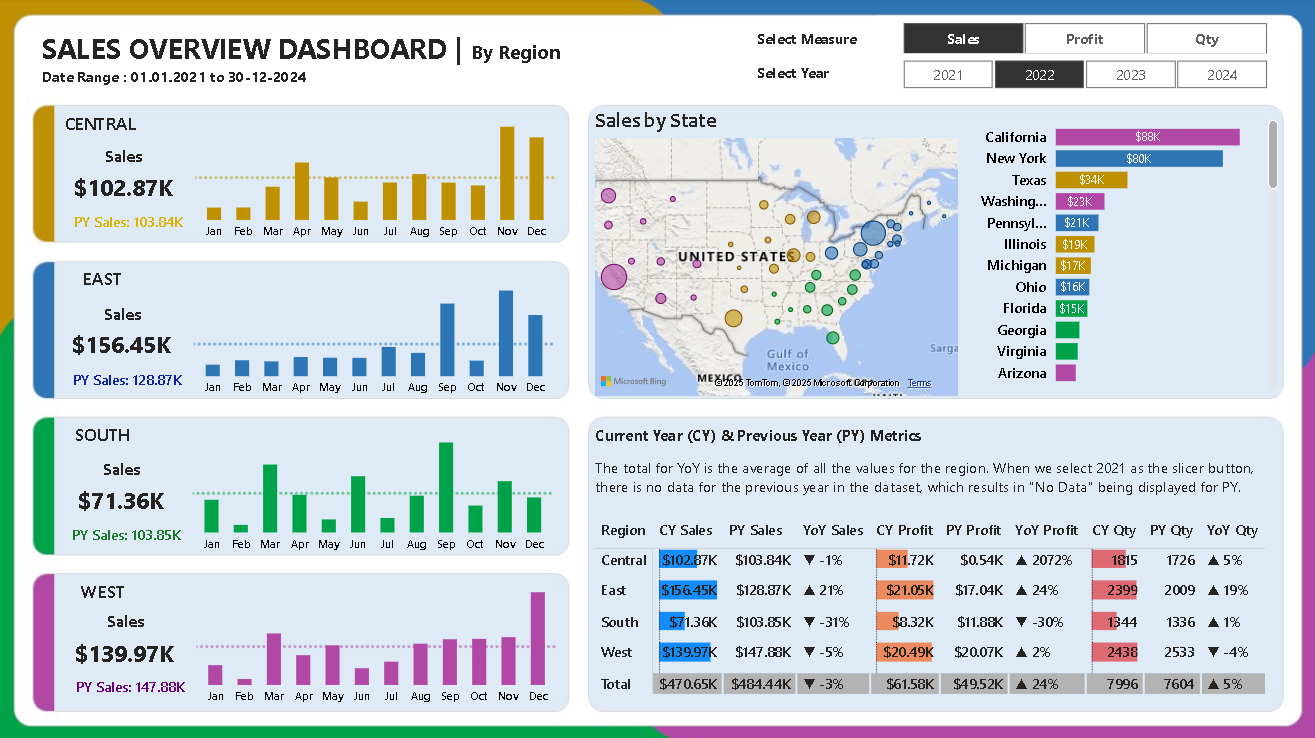 SALES OVERVIEW DASHBOARD | By Region
Date Range : 01.01.2021 to 30-12-2024
Select Measure
Sales
Profit
Qty
Select Year
2021
2022
2023
2024
CENTRAL
Sales
$102.87K
PY Sales: 103.84K
Jan Feb Mar Apr May Jun Jul Aug Sep Oct Nov Dec
EAST
Sales
$156.45K
PY Sales: 128.87K
Jan Feb Mar Apr May Jun Jul Aug Sep Oct Nov Dec
SOUTH
Sales
$71.36K
PY Sales: 103.85K
Jan Feb Mar Apr May Jun Jul Aug Sep Oct Nov Dec
WEST
Sales
$139.97K
PY Sales: 147.88K
Jan Feb Mar Apr May Jun Jul Aug Sep Oct Nov Dec
Sales by State
UNITED STATES
Gulf of
Mexico
Sarga
MEXICO
Microsoft Bing
© 2025 TomTom, © 2025 Microsoft Corporation Terms
California $88K
New York $80K
Texas $34K
Washing... $23K
Pennsyl... $21K
Illinois $19K
Michigan $17K
Ohio $16K
Florida $15K
Georgia
Virginia
Arizona
Current Year (CY) & Previous Year (PY) Metrics
The total for YoY is the average of all the values for the region. When we select 2021 as the slicer button,
there is no data for the previous year in the dataset, which results in "No Data" being displayed for PY.
Region CY Sales PY Sales YoY Sales CY Profit PY Profit YoY Profit CY Qty PY Qty YoY Qty
Central $102.87K $103.84K ▼ -1% $11.72K $0.54K ▲ 2072% 1815 1726 ▲ 5%
East $156.45K $128.87K ▲ 21% $21.05K $17.04K ▲ 24% 2399 2009 ▲ 19%
South $71.36K $103.85K ▼ -31% $8.32K $11.88K ▼ -30% 1344 1336 ▲ 1%
West $139.97K $147.88K ▼ -5% $20.49K $20.07K ▲ 2% 2438 2533 ▼ -4%
Total $470.65K $484.44K ▼ -3% $61.58K $49.52K ▲ 24% 7996 7604 ▲ 5%